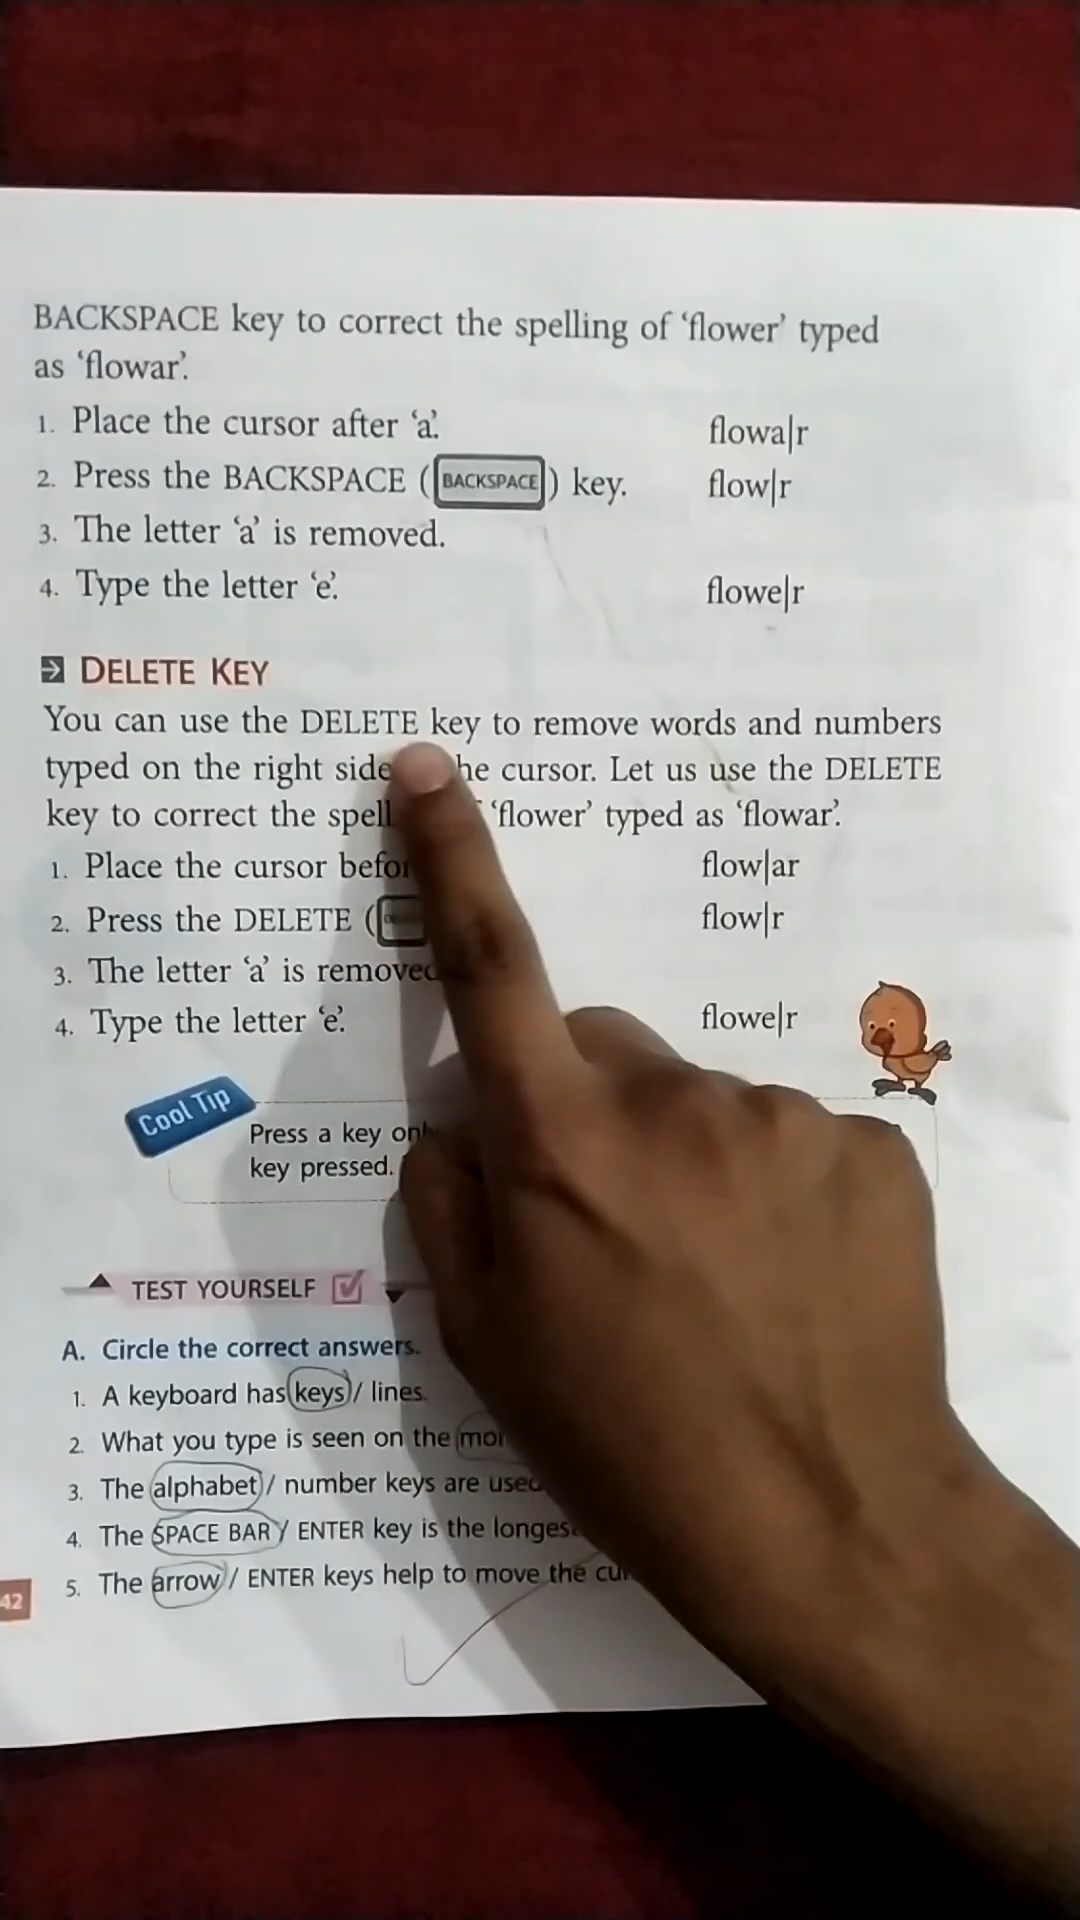 BACKSPACE key to correct the spelling of ‘flower’ typed
as ‘flowar’.
1. Place the cursor after ‘a’. flowa|r
2. Press the BACKSPACE (BACKSPACE) key. flow|r
3. The letter ‘a’ is removed.
4. Type the letter ‘e’. flowe|r
DELETE KEY
You can use the DELETE key to remove words and numbers
typed on the right side he cursor. Let us use the DELETE
key to correct the spell ‘flower’ typed as ‘flowar’.
1. Place the cursor befor flow|ar
2. Press the DELETE ( flow|r
3. The letter ‘a’ is removed
4. Type the letter ‘e’. flowe|r
Cool Tip
Press a key onl
key pressed.
TEST YOURSELF
A. Circle the correct answers.
1. A keyboard has keys / lines.
2. What you type is seen on the mor
3. The alphabet / number keys are used
4. The SPACE BAR / ENTER key is the longes
5. The arrow / ENTER keys help to move the cur
42